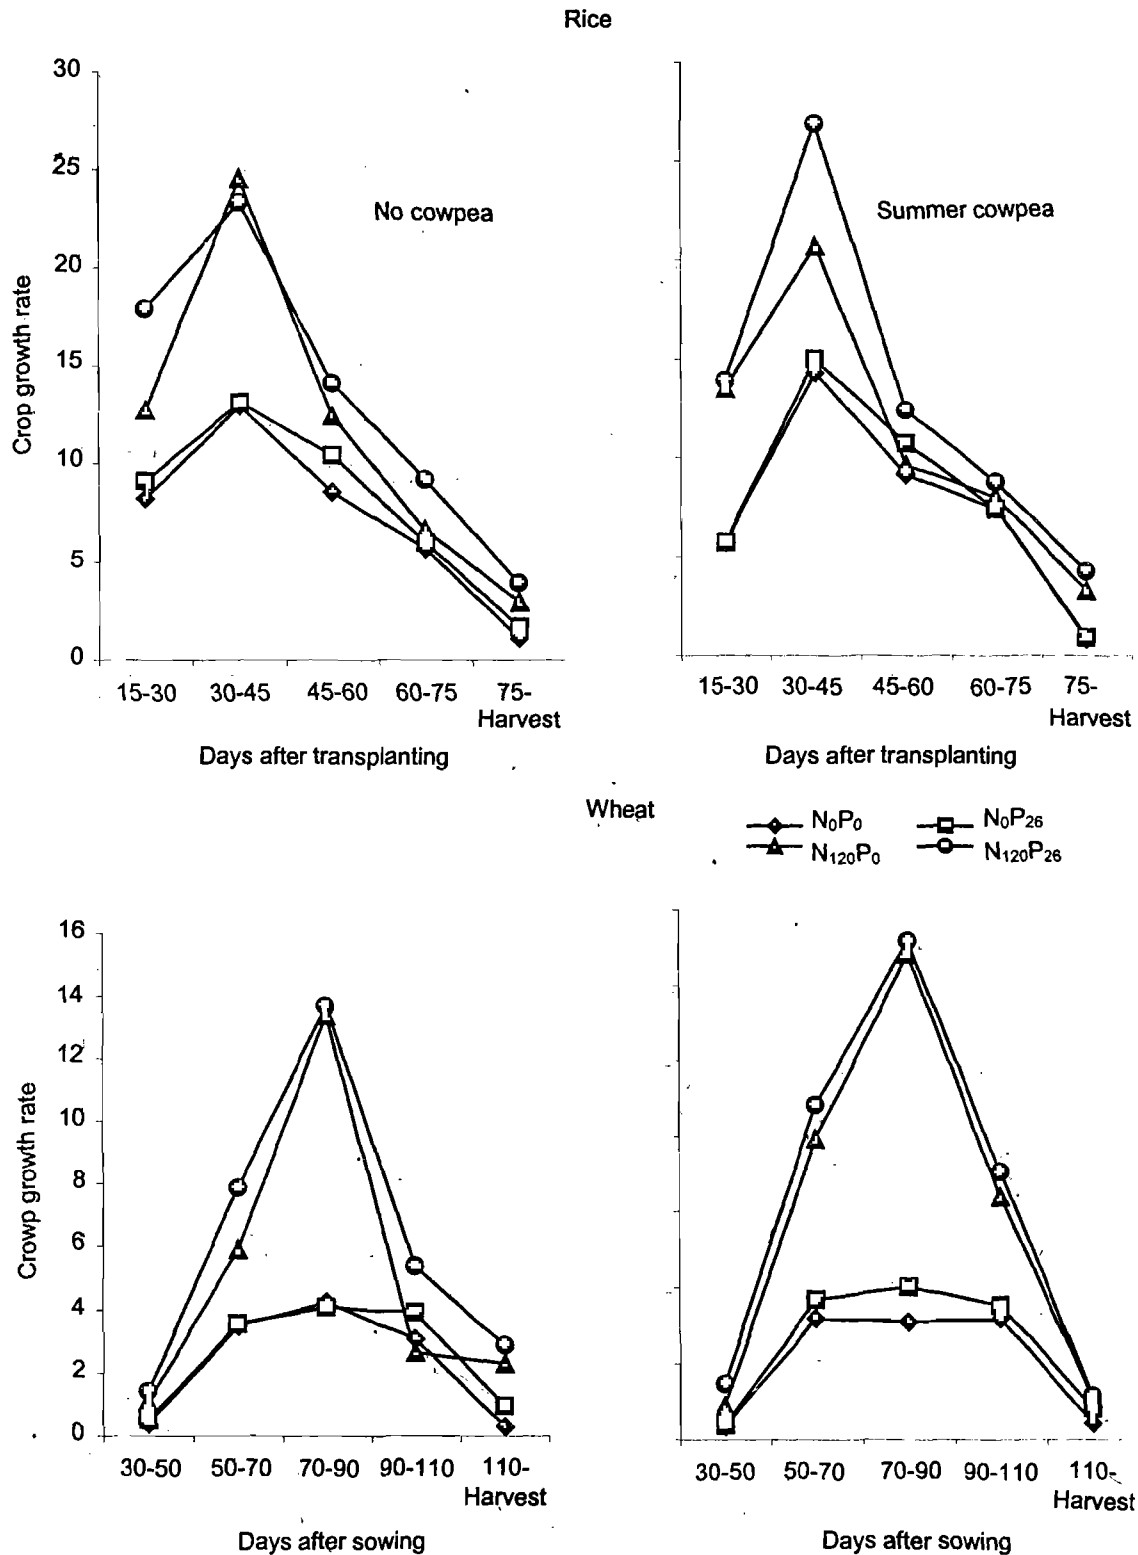 Rice
30
25
20
15
10
5
0
Crop growth rate
No cowpea
15-30 30-45 45-60 60-75 75-
Harvest
Days after transplanting
Summer cowpea
15-30 30-45 45-60 60-75 75-
Harvest
Days after transplanting
Wheat
N₀P₀ N₀P₂₆
N₁₂₀P₀ N₁₂₀P₂₆
16
14
12
10
8
6
4
2
0
Crowp growth rate
30-50 50-70 70-90 90-110 110-
Harvest
Days after sowing
30-50 50-70 70-90 90-110 110-
Harvest
Days after sowing